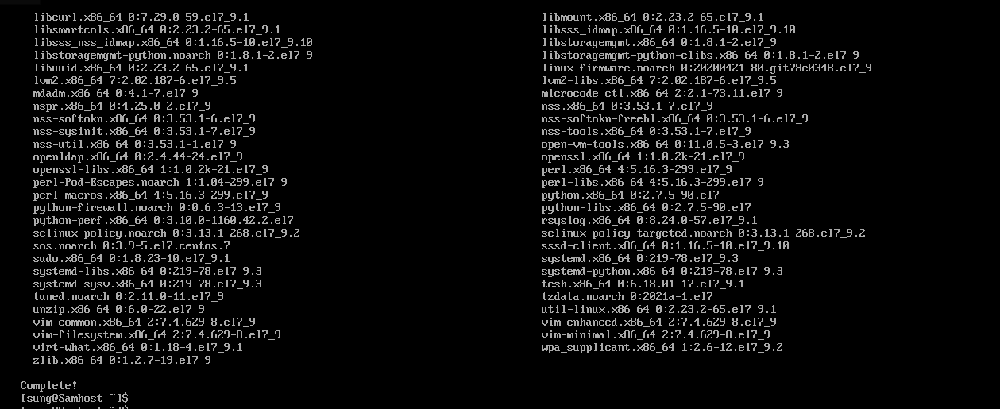 libcurl.x86_64 0:7.29.0-59.el7_9.1 libmount.x86_64 0:2.23.2-65.el7_9.1
libsmartcols.x86_64 0:2.23.2-65.el7_9.1 libsss_idmap.x86_64 0:1.16.5-10.el7_9.10
libsss_nss_idmap.x86_64 0:1.16.5-10.el7_9.10 libstoragemgmt.x86_64 0:1.8.1-2.el7_9
libstoragemgmt-python.noarch 0:1.8.1-2.el7_9 libstoragemgmt-python-clibs.x86_64 0:1.8.1-2.el7_9
libuuid.x86_64 0:2.23.2-65.el7_9.1 linux-firmware.noarch 0:20200421-80.git78c0348.el7_9
lvm2.x86_64 7:2.02.187-6.el7_9.5 lvm2-libs.x86_64 7:2.02.187-6.el7_9.5
mdadm.x86_64 0:4.1-7.el7_9 microcode_ctl.x86_64 2:2.1-73.11.el7_9
nspr.x86_64 0:4.25.0-2.el7_9 nss.x86_64 0:3.53.1-7.el7_9
nss-softokn.x86_64 0:3.53.1-6.el7_9 nss-softokn-freebl.x86_64 0:3.53.1-6.el7_9
nss-sysinit.x86_64 0:3.53.1-7.el7_9 nss-tools.x86_64 0:3.53.1-7.el7_9
nss-util.x86_64 0:3.53.1-1.el7_9 open-vm-tools.x86_64 0:11.0.5-3.el7_9.3
openldap.x86_64 0:2.4.44-24.el7_9 openssl.x86_64 1:1.0.2k-21.el7_9
openssl-libs.x86_64 1:1.0.2k-21.el7_9 perl.x86_64 4:5.16.3-299.el7_9
perl-Pod-Escapes.noarch 1:1.04-299.el7_9 perl-libs.x86_64 4:5.16.3-299.el7_9
perl-macros.x86_64 4:5.16.3-299.el7_9 python.x86_64 0:2.7.5-90.el7
python-firewall.noarch 0:0.6.3-13.el7_9 python-libs.x86_64 0:2.7.5-90.el7
python-perf.x86_64 0:3.10.0-1160.42.2.el7 rsyslog.x86_64 0:8.24.0-57.el7_9.1
selinux-policy.noarch 0:3.13.1-268.el7_9.2 selinux-policy-targeted.noarch 0:3.13.1-268.el7_9.2
sos.noarch 0:3.9-5.el7.centos.7 sssd-client.x86_64 0:1.16.5-10.el7_9.10
sudo.x86_64 0:1.8.23-10.el7_9.1 systemd.x86_64 0:219-78.el7_9.3
systemd-libs.x86_64 0:219-78.el7_9.3 systemd-python.x86_64 0:219-78.el7_9.3
systemd-sysv.x86_64 0:219-78.el7_9.3 tcsh.x86_64 0:6.18.01-17.el7_9.1
tuned.noarch 0:2.11.0-11.el7_9 tzdata.noarch 0:2021a-1.el7
unzip.x86_64 0:6.0-22.el7_9 util-linux.x86_64 0:2.23.2-65.el7_9.1
vim-common.x86_64 2:7.4.629-8.el7_9 vim-enhanced.x86_64 2:7.4.629-8.el7_9
vim-filesystem.x86_64 2:7.4.629-8.el7_9 vim-minimal.x86_64 2:7.4.629-8.el7_9
virt-what.x86_64 0:1.18-4.el7_9.1 wpa_supplicant.x86_64 1:2.6-12.el7_9.2
zlib.x86_64 0:1.2.7-19.el7_9
Complete!
[sung@Samhost ~]$